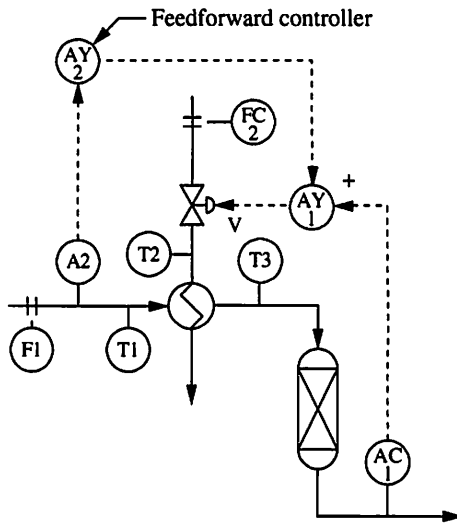 Feedforward controller
AY
2
FC
2
AY
1
+
V
A2
T2
T3
F1
T1
AC
1